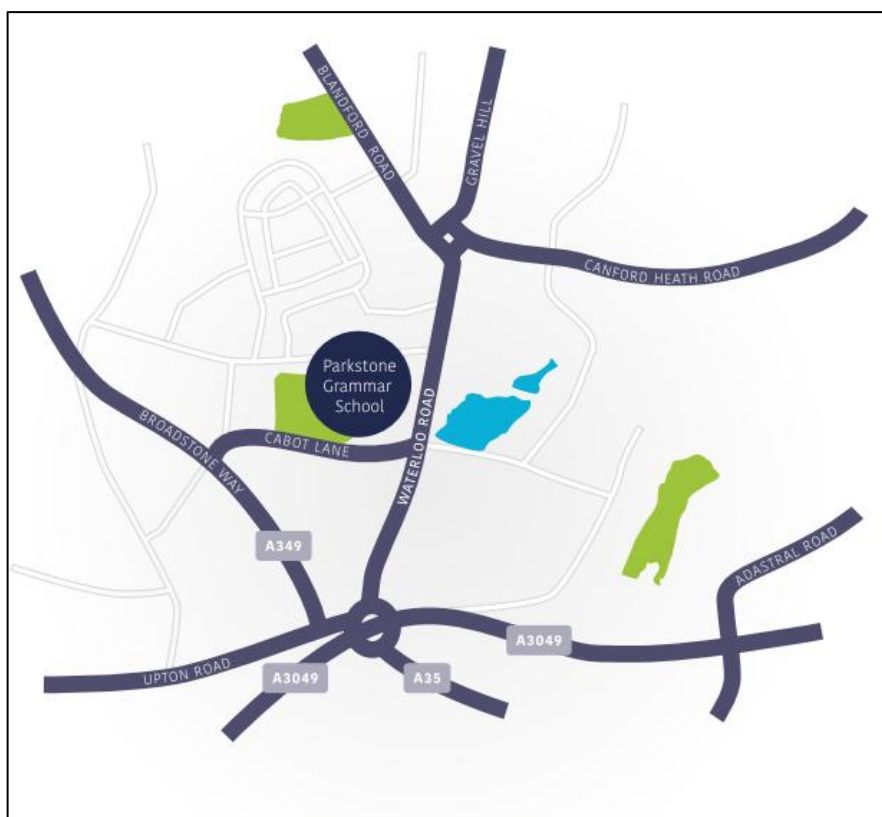 BLANDFORD ROAD
GRAVEL HILL
CANFORD HEATH ROAD
Parkstone
Grammar
School
BROADSTONE WAY
CABOT LANE
WATERLOO ROAD
A349
ADASTRAL ROAD
A3049
UPTON ROAD
A3049
A35